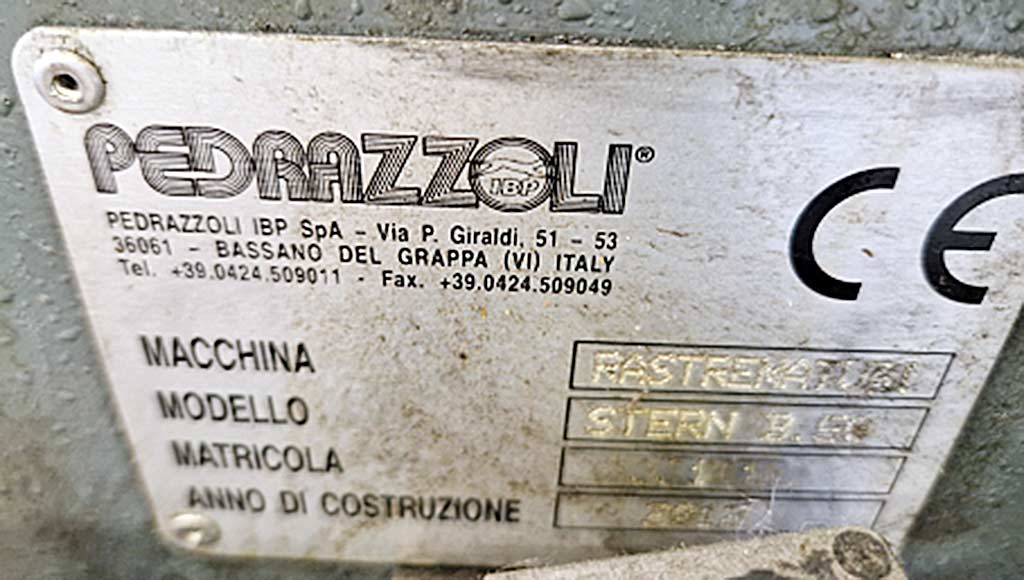 PEDRAZZOLI®
IBP
PEDRAZZOLI IBP SpA - Via P. Giraldi, 51 - 53
36061 - BASSANO DEL GRAPPA (VI) ITALY
Tel. +39.0424.509011 - Fax. +39.0424.509049
CE
MACCHINA
MODELLO STERN
MATRICOLA
ANNO DI COSTRUZIONE